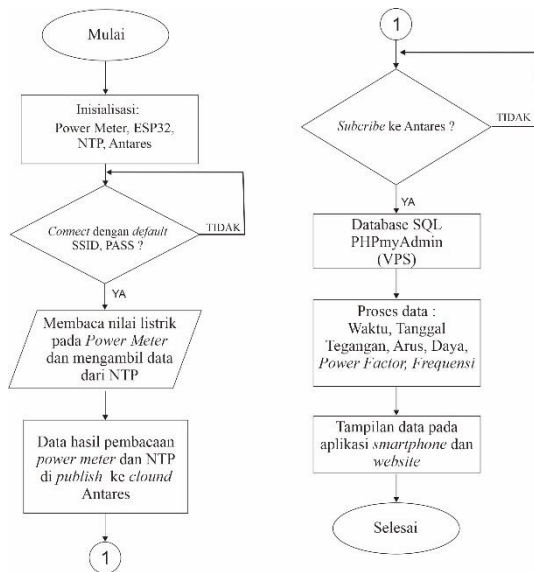 Mulai
Inisialisasi:
Power Meter, ESP32,
NTP, Antares
Connect dengan default
SSID, PASS ?
TIDAK
YA
Membaca nilai listrik
pada Power Meter
dan mengambil data
dari NTP
Data hasil pembacaan
power meter dan NTP
di publish ke clound
Antares
1
1
Subcribe ke Antares ?
TIDAK
YA
Database SQL
PHPmyAdmin
(VPS)
Proses data :
Waktu, Tanggal
Tegangan, Arus, Daya,
Power Factor, Frekuensi
Tampilan data pada
aplikasi smartphone dan
website
Selesai